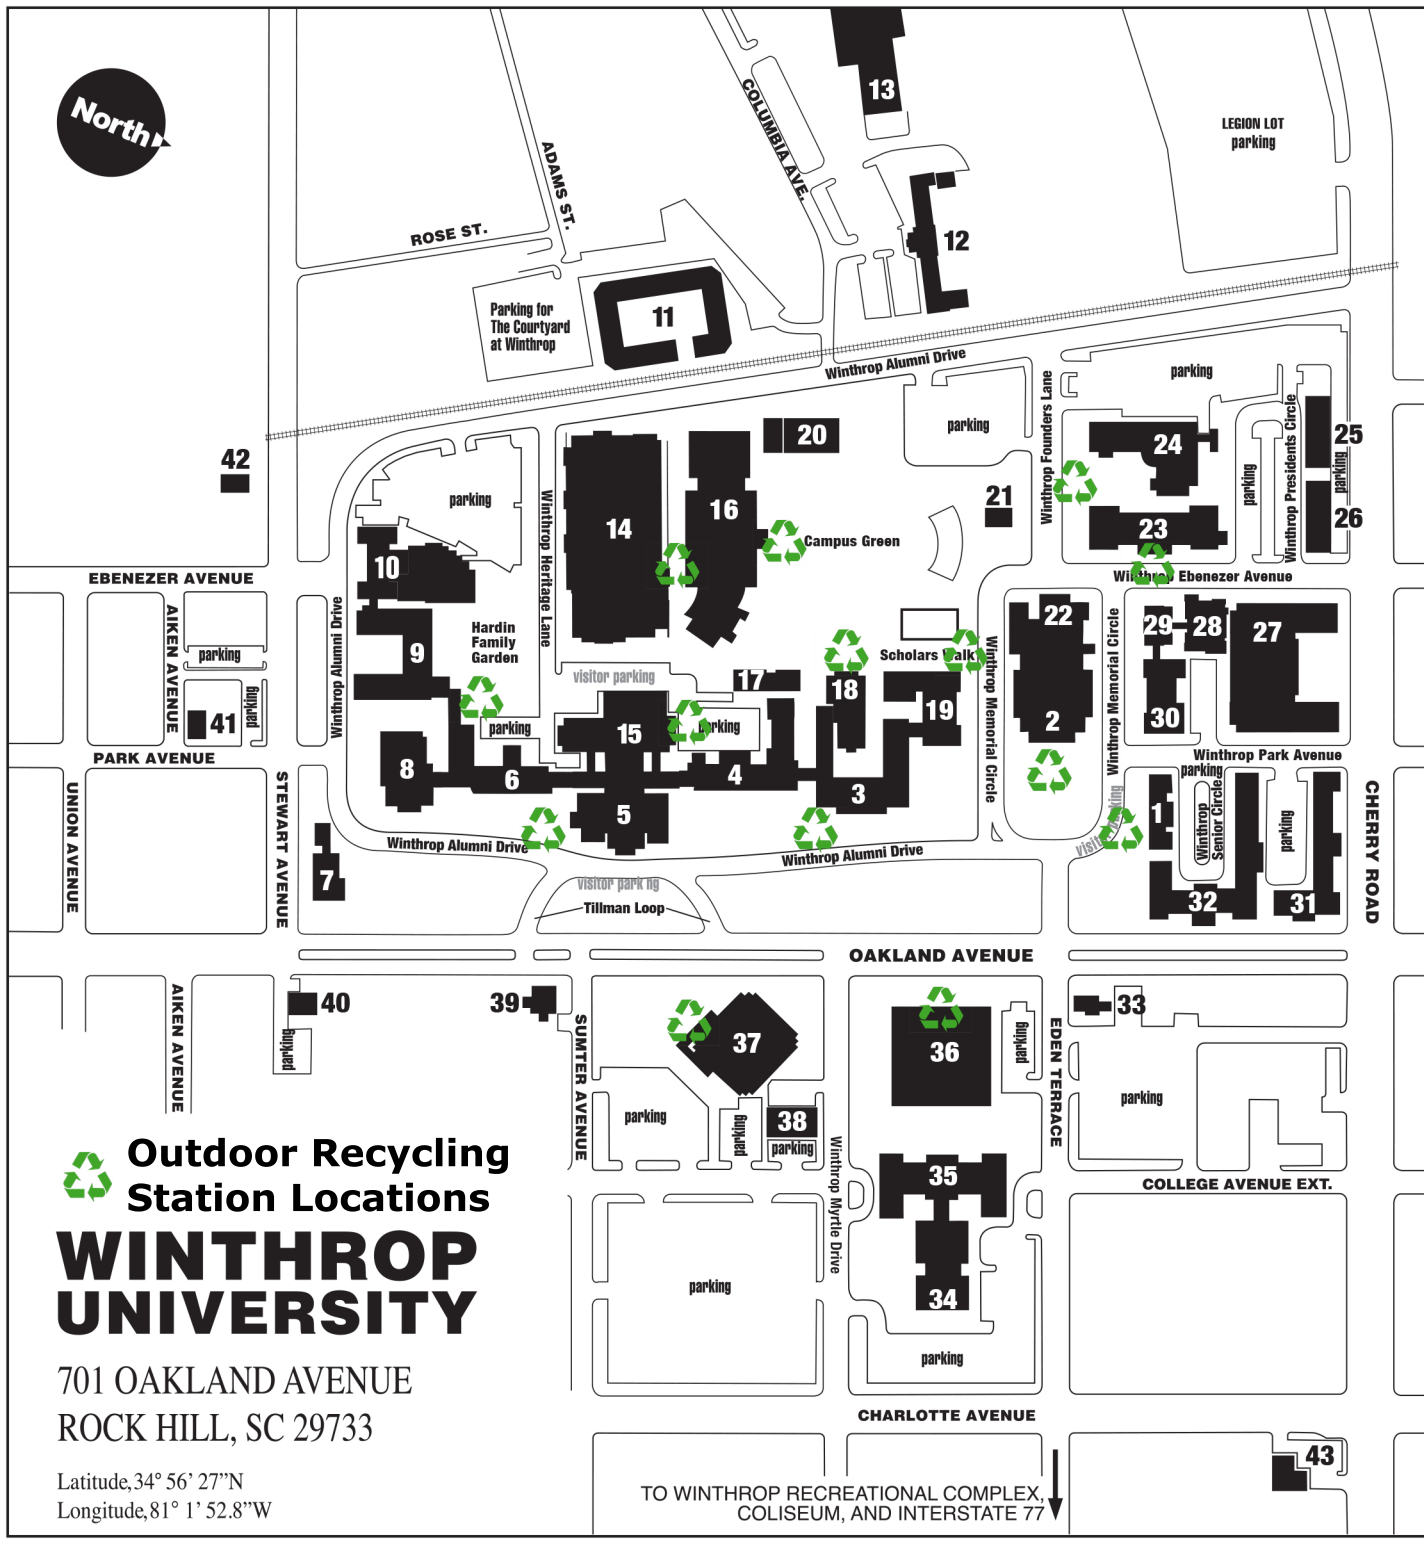 North
13
COLUMBIA AVE.
LEGION LOT
parking
ADAMS ST.
ROSE ST.
12
Parking for
The Courtyard
at Winthrop
11
Winthrop Alumni Drive
parking
parking
Winthrop Founders Lane
20
24
25
parking
26
Winthrop Presidents Circle
parking
42
parking
Winthrop Heritage Lane
14
16
21
23
Campus Green
10
EBENEZER AVENUE
Winthrop Ebenezer Avenue
AIKEN AVENUE
parking
parking
41
PARK AVENUE
Winthrop Alumni Drive
9
Hardin
Family
Garden
visitor parking
17
18
Scholars Walk
19
Winthrop Memorial Circle
22
2
Winthrop Memorial Circle
29
28
27
30
Winthrop Park Avenue
parking
parking
15
parking
8
6
4
3
5
UNION AVENUE
STEWART AVENUE
7
Winthrop Alumni Drive
Winthrop Alumni Drive
visitor parking
1
Winthrop
Senior Circle
parking
32
31
CHERRY ROAD
visitor park ng
Tillman Loop
OAKLAND AVENUE
AIKEN AVENUE
40
parking
39
SUMTER AVENUE
37
36
parking
EDEN TERRACE
33
parking
parking
parking
38
parking
Winthrop Myrtle Drive
35
COLLEGE AVENUE EXT.
Outdoor Recycling
Station Locations
WINTHROP
UNIVERSITY
701 OAKLAND AVENUE
ROCK HILL, SC 29733
Latitude,34° 56’ 27”N
Longitude,81° 1’ 52.8”W
parking
34
parking
CHARLOTTE AVENUE
43
TO WINTHROP RECREATIONAL COMPLEX,
COLISEUM, AND INTERSTATE 77